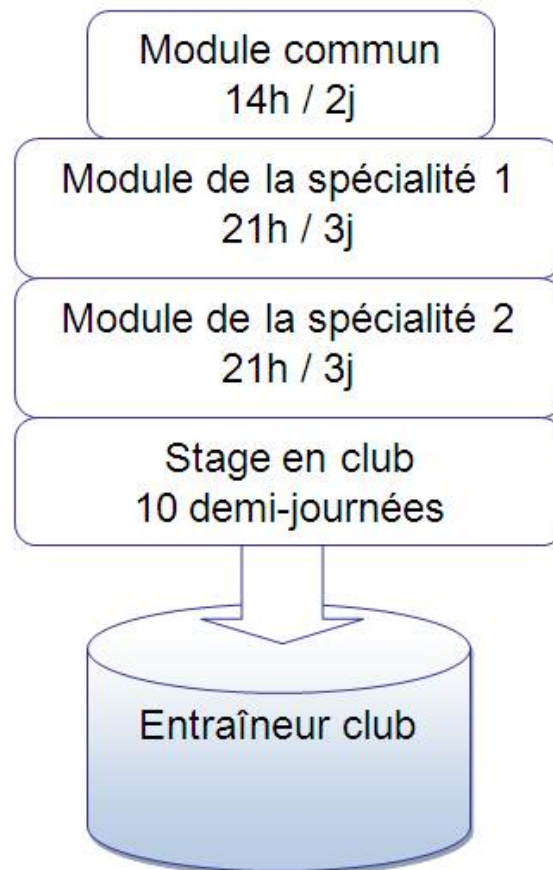 Module commun
14h / 2j
Module de la spécialité 1
21h / 3j
Module de la spécialité 2
21h / 3j
Stage en club
10 demi-journées
Entraîneur club